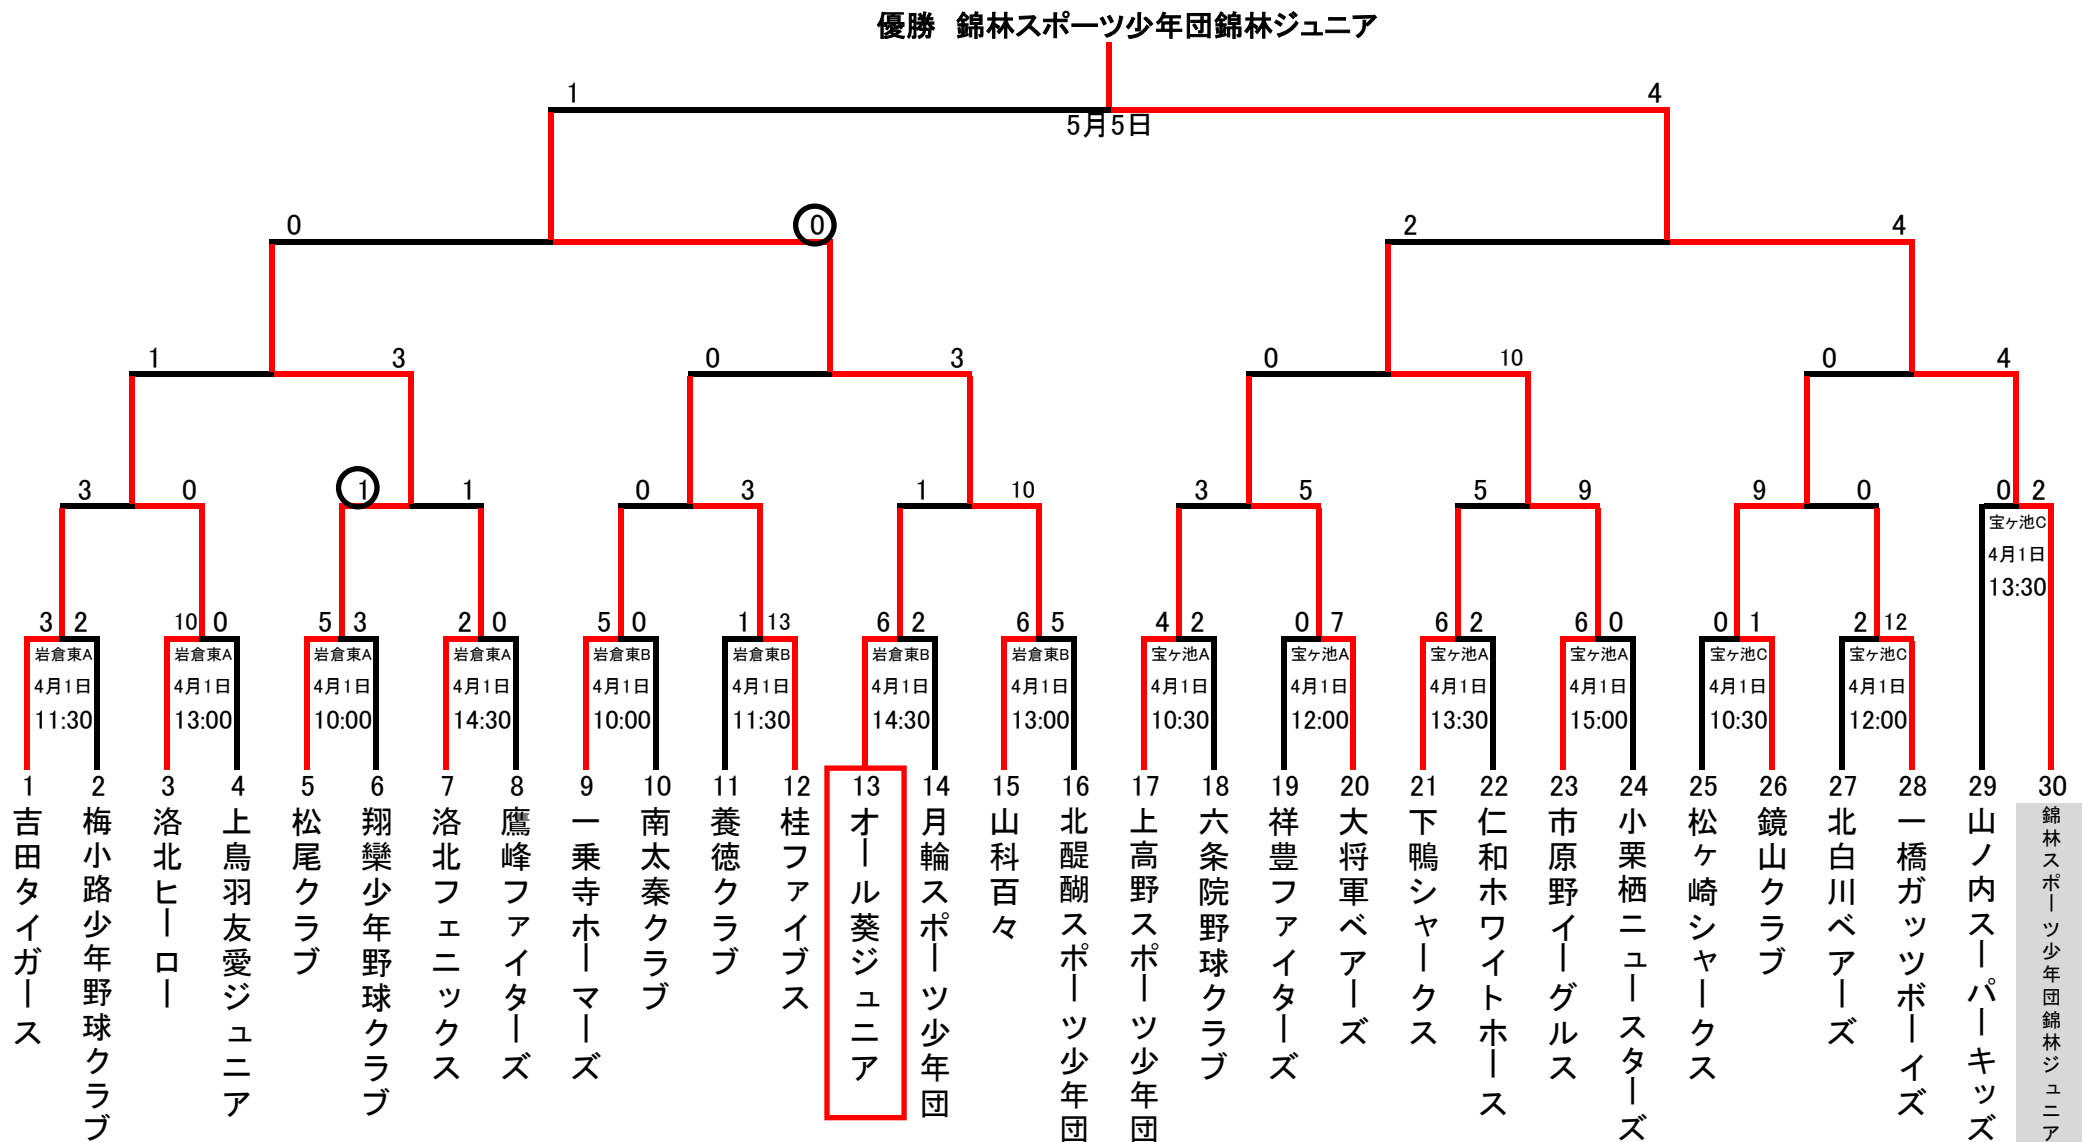 優勝　錦林スポーツ少年団錦林ジュニア
1 4
5月5日
0 0 2 4
1 3 0 3 0 10 0 4
3 0 1 1 0 3 1 10 3 5 5 9 9 0 0 2
宝ヶ池C
4月1日
13:30
3 2 10 0 5 3 2 0 5 0 1 13 6 2 6 5 4 2 0 7 6 2 6 0 0 1 2 12
岩倉東A 岩倉東A 岩倉東A 岩倉東A 岩倉東B 岩倉東B 岩倉東B 岩倉東B 宝ヶ池A 宝ヶ池A 宝ヶ池A 宝ヶ池A 宝ヶ池C 宝ヶ池C
4月1日 4月1日 4月1日 4月1日 4月1日 4月1日 4月1日 4月1日 4月1日 4月1日 4月1日 4月1日 4月1日 4月1日
11:30 13:00 10:00 14:30 10:00 11:30 14:30 13:00 10:30 12:00 13:30 15:00 10:30 12:00
1 2 3 4 5 6 7 8 9 10 11 12 13 14 15 16 17 18 19 20 21 22 23 24 25 26 27 28 29 30
吉田タイガース
梅小路少年野球クラブ
洛北ヒーロー
上鳥羽友愛ジュニア
松尾クラブ
翔欒少年野球クラブ
洛北フェニックス
鷹峰ファイターズ
一乗寺ホーマーズ
南太秦クラブ
養徳クラブ
桂ファイブス
オール葵ジュニア
月輪スポーツ少年団
山科百々
北醍醐スポーツ少年団
上高野スポーツ少年団
六条院野球クラブ
祥豊ファイターズ
大将軍ベアーズ
下鴨シャークス
仁和ホワイトホース
市原野イーグルス
小栗栖ニュースターズ
松ヶ崎シャークス
鏡山クラブ
北白川ベアーズ
一橋ガッツボーイズ
山ノ内スーパーキッズ
錦林スポーツ少年団錦林ジュニア